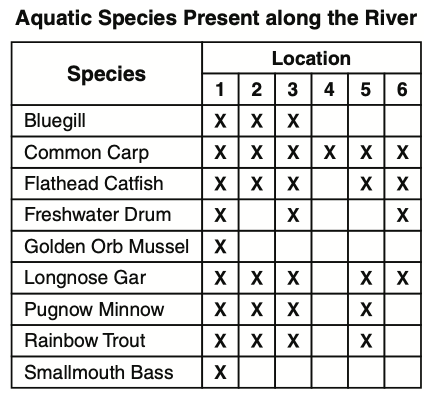 Aquatic Species Present along the River
Species Location
1 2 3 4 5 6
Bluegill X X X
Common Carp X X X X X X
Flathead Catfish X X X X X
Freshwater Drum X X X
Golden Orb Mussel X
Longnose Gar X X X X X
Pugnow Minnow X X X X
Rainbow Trout X X X X
Smallmouth Bass X